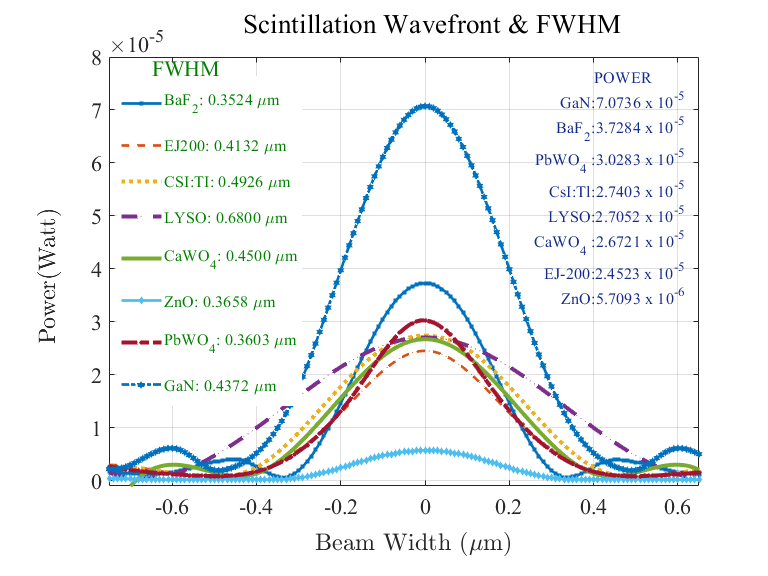 Scintillation Wavefront & FWHM
×10⁻⁵
FWHM
BaF₂: 0.3524 μm
EJ200: 0.4132 μm
CSI:TI: 0.4926 μm
LYSO: 0.6800 μm
CaWO₄: 0.4500 μm
ZnO: 0.3658 μm
PbWO₄: 0.3603 μm
GaN: 0.4372 μm
POWER
GaN:7.0736 x 10⁻⁵
BaF₂:3.7284 x 10⁻⁵
PbWO₄:3.0283 x 10⁻⁵
CsI:TI:2.7403 x 10⁻⁵
LYSO:2.7052 x 10⁻⁵
CaWO₄:2.6721 x 10⁻⁵
EJ-200:2.4523 x 10⁻⁵
ZnO:5.7093 x 10⁻⁶
8
7
6
5
4
3
2
1
0
Power(Watt)
-0.6 -0.4 -0.2 0 0.2 0.4 0.6
Beam Width (μm)